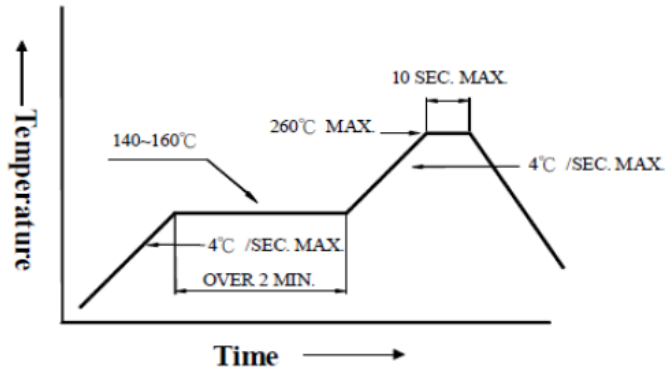 10 SEC. MAX.
260℃ MAX.
140~160℃
4℃ /SEC. MAX.
4℃ /SEC. MAX.
OVER 2 MIN.
Temperature
Time